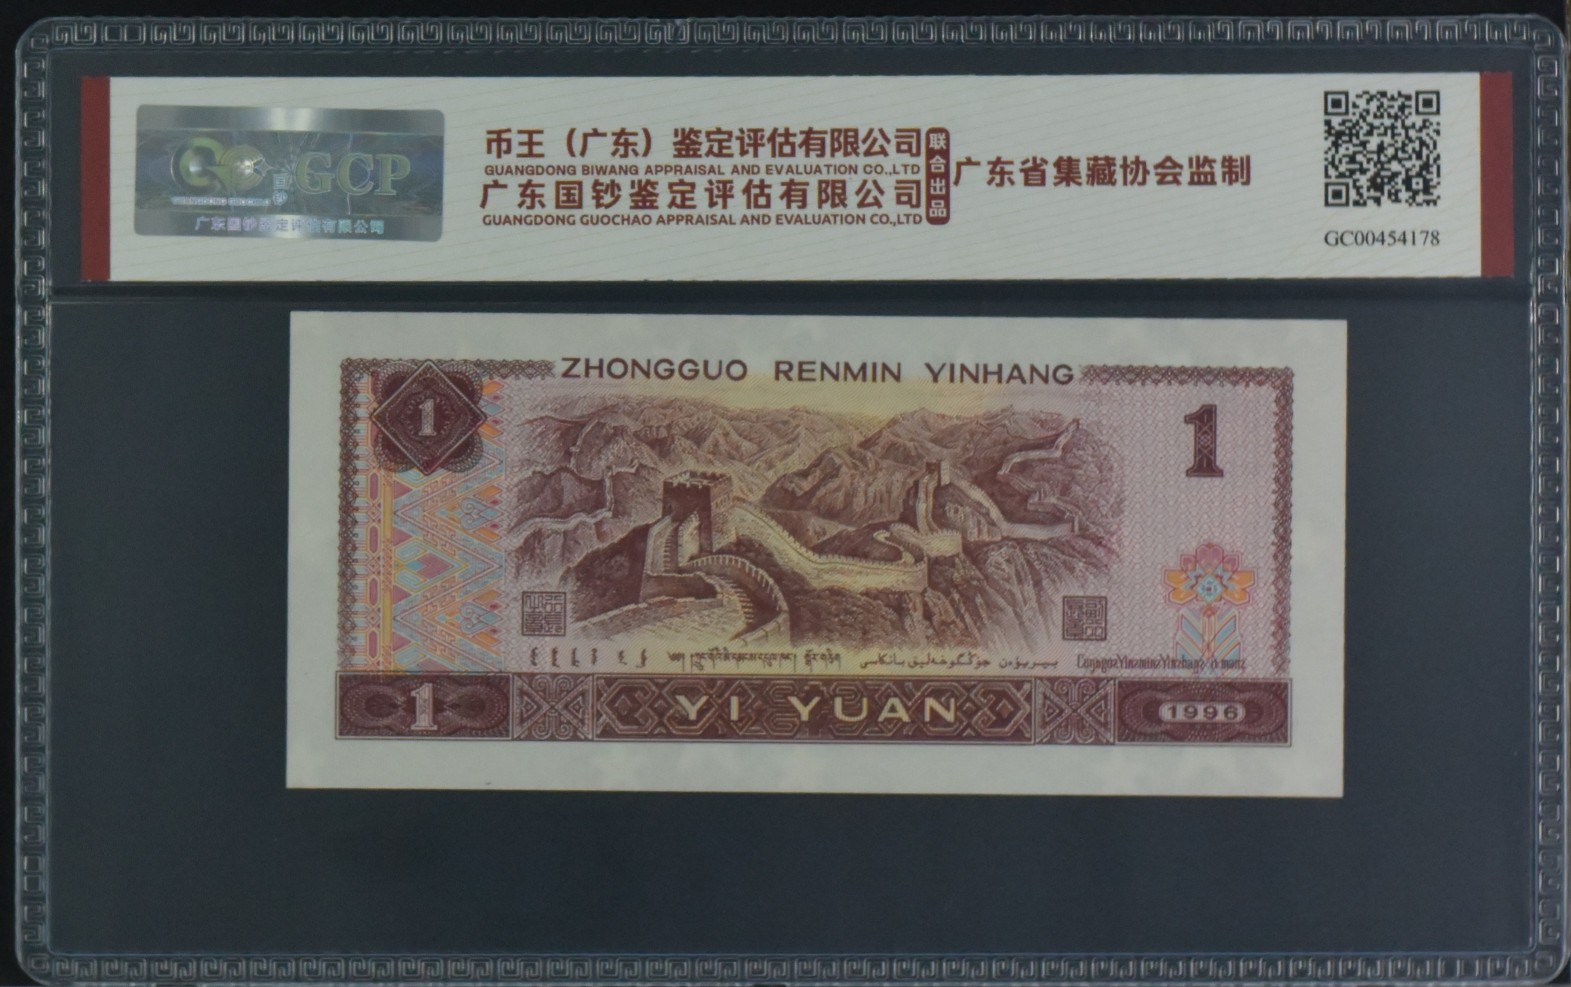 GCP
广东国钞鉴定评估有限公司
币王（广东）鉴定评估有限公司
GUANGDONG BIWANG APPRAISAL AND EVALUATION CO.,LTD
广东国钞鉴定评估有限公司
GUANGDONG GUOCHAO APPRAISAL AND EVALUATION CO.,LTD
联合出品
广东省集藏协会监制
GC00454178
ZHONGGUO RENMIN YINHANG
1
1
1
YI YUAN
1996